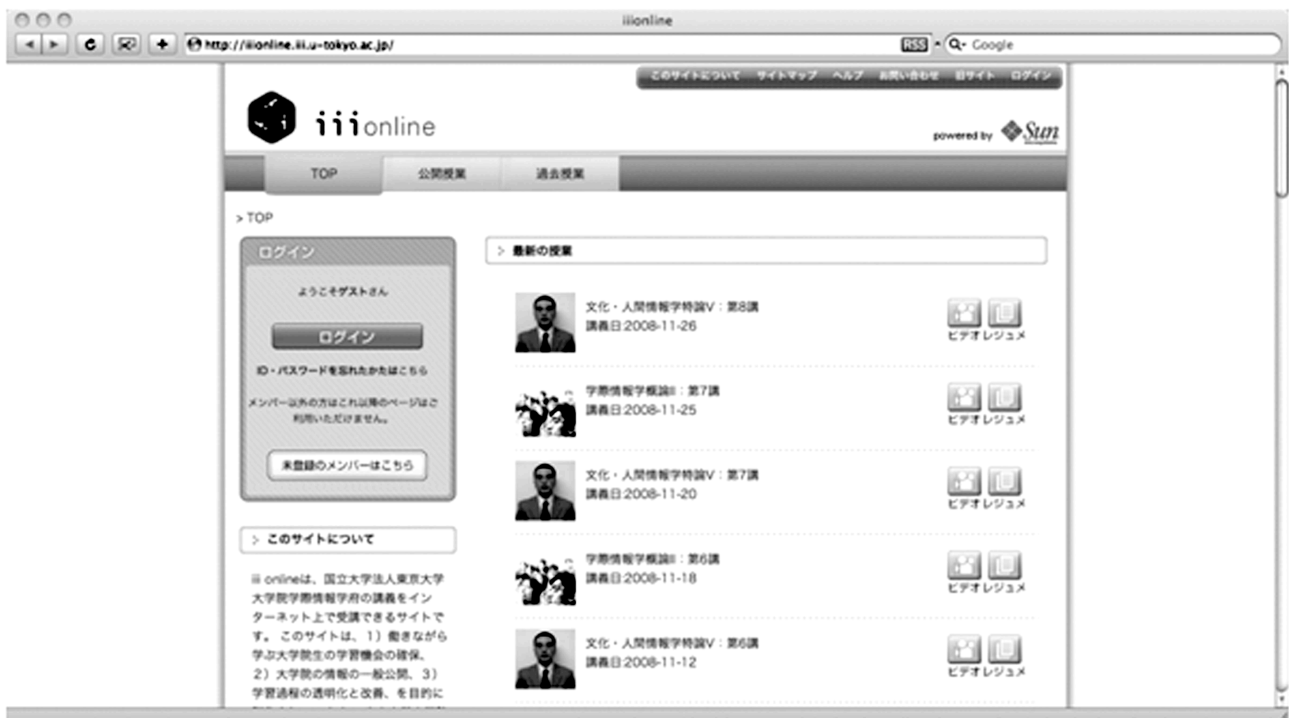 iiionline
http://iiionline.iii.u-tokyo.ac.jp/
RSS
Google
このサイトについて サイトマップ ヘルプ お問い合わせ 旧サイト ログイン
iiionline
powered by Sun
TOP 公開授業 過去授業
> TOP
ログイン
ようこそゲストさん
ログイン
ID・パスワードを忘れたかたはこちら
メンバー以外の方はこれ以降のページはご
利用いただけません。
未登録のメンバーはこちら
このサイトについて
iii onlineは、国立大学法人東京大学
大学院学際情報学府の講義をイン
ターネット上で受講できるサイトで
す。 このサイトは、1）働きながら
学ぶ大学院生の学習機会の確保、
2）大学院の情報の一般公開、3）
学習過程の透明化と改善、を目的に
最新の授業
文化・人間情報学特論V：第8講
講義日:2008-11-26
ビデオ レジュメ
学際情報学概論II：第7講
講義日:2008-11-25
ビデオ レジュメ
文化・人間情報学特論V：第7講
講義日:2008-11-20
ビデオ レジュメ
学際情報学概論II：第6講
講義日:2008-11-18
ビデオ レジュメ
文化・人間情報学特論V：第6講
講義日:2008-11-12
ビデオ レジュメ